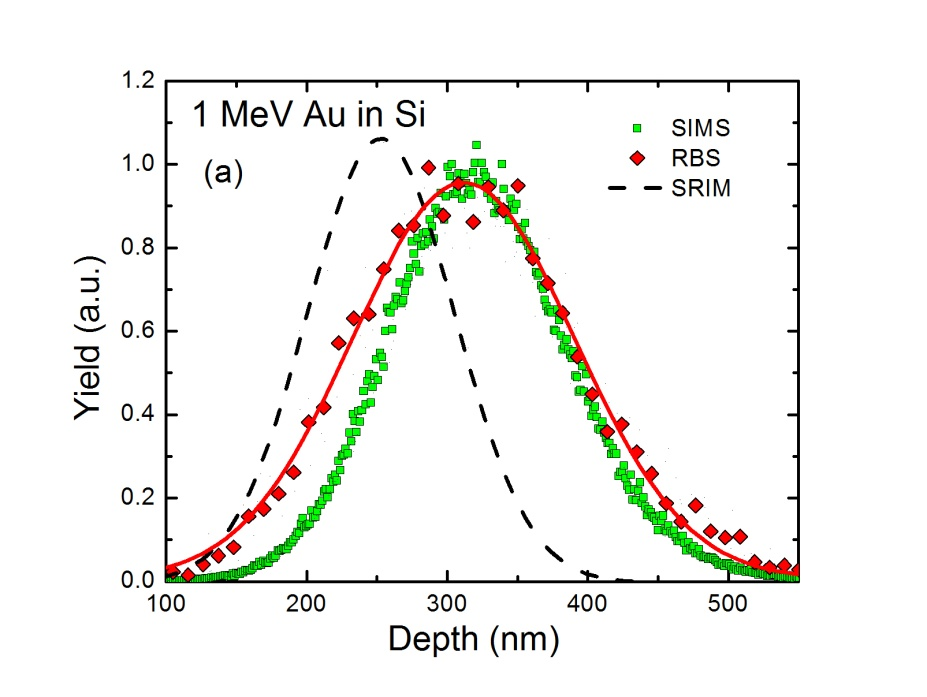 1.2
1 MeV Au in Si
SIMS
RBS
SRIM
(a)
1.0
0.8
0.6
0.4
0.2
0.0
Yield (a.u.)
100 200 300 400 500
Depth (nm)